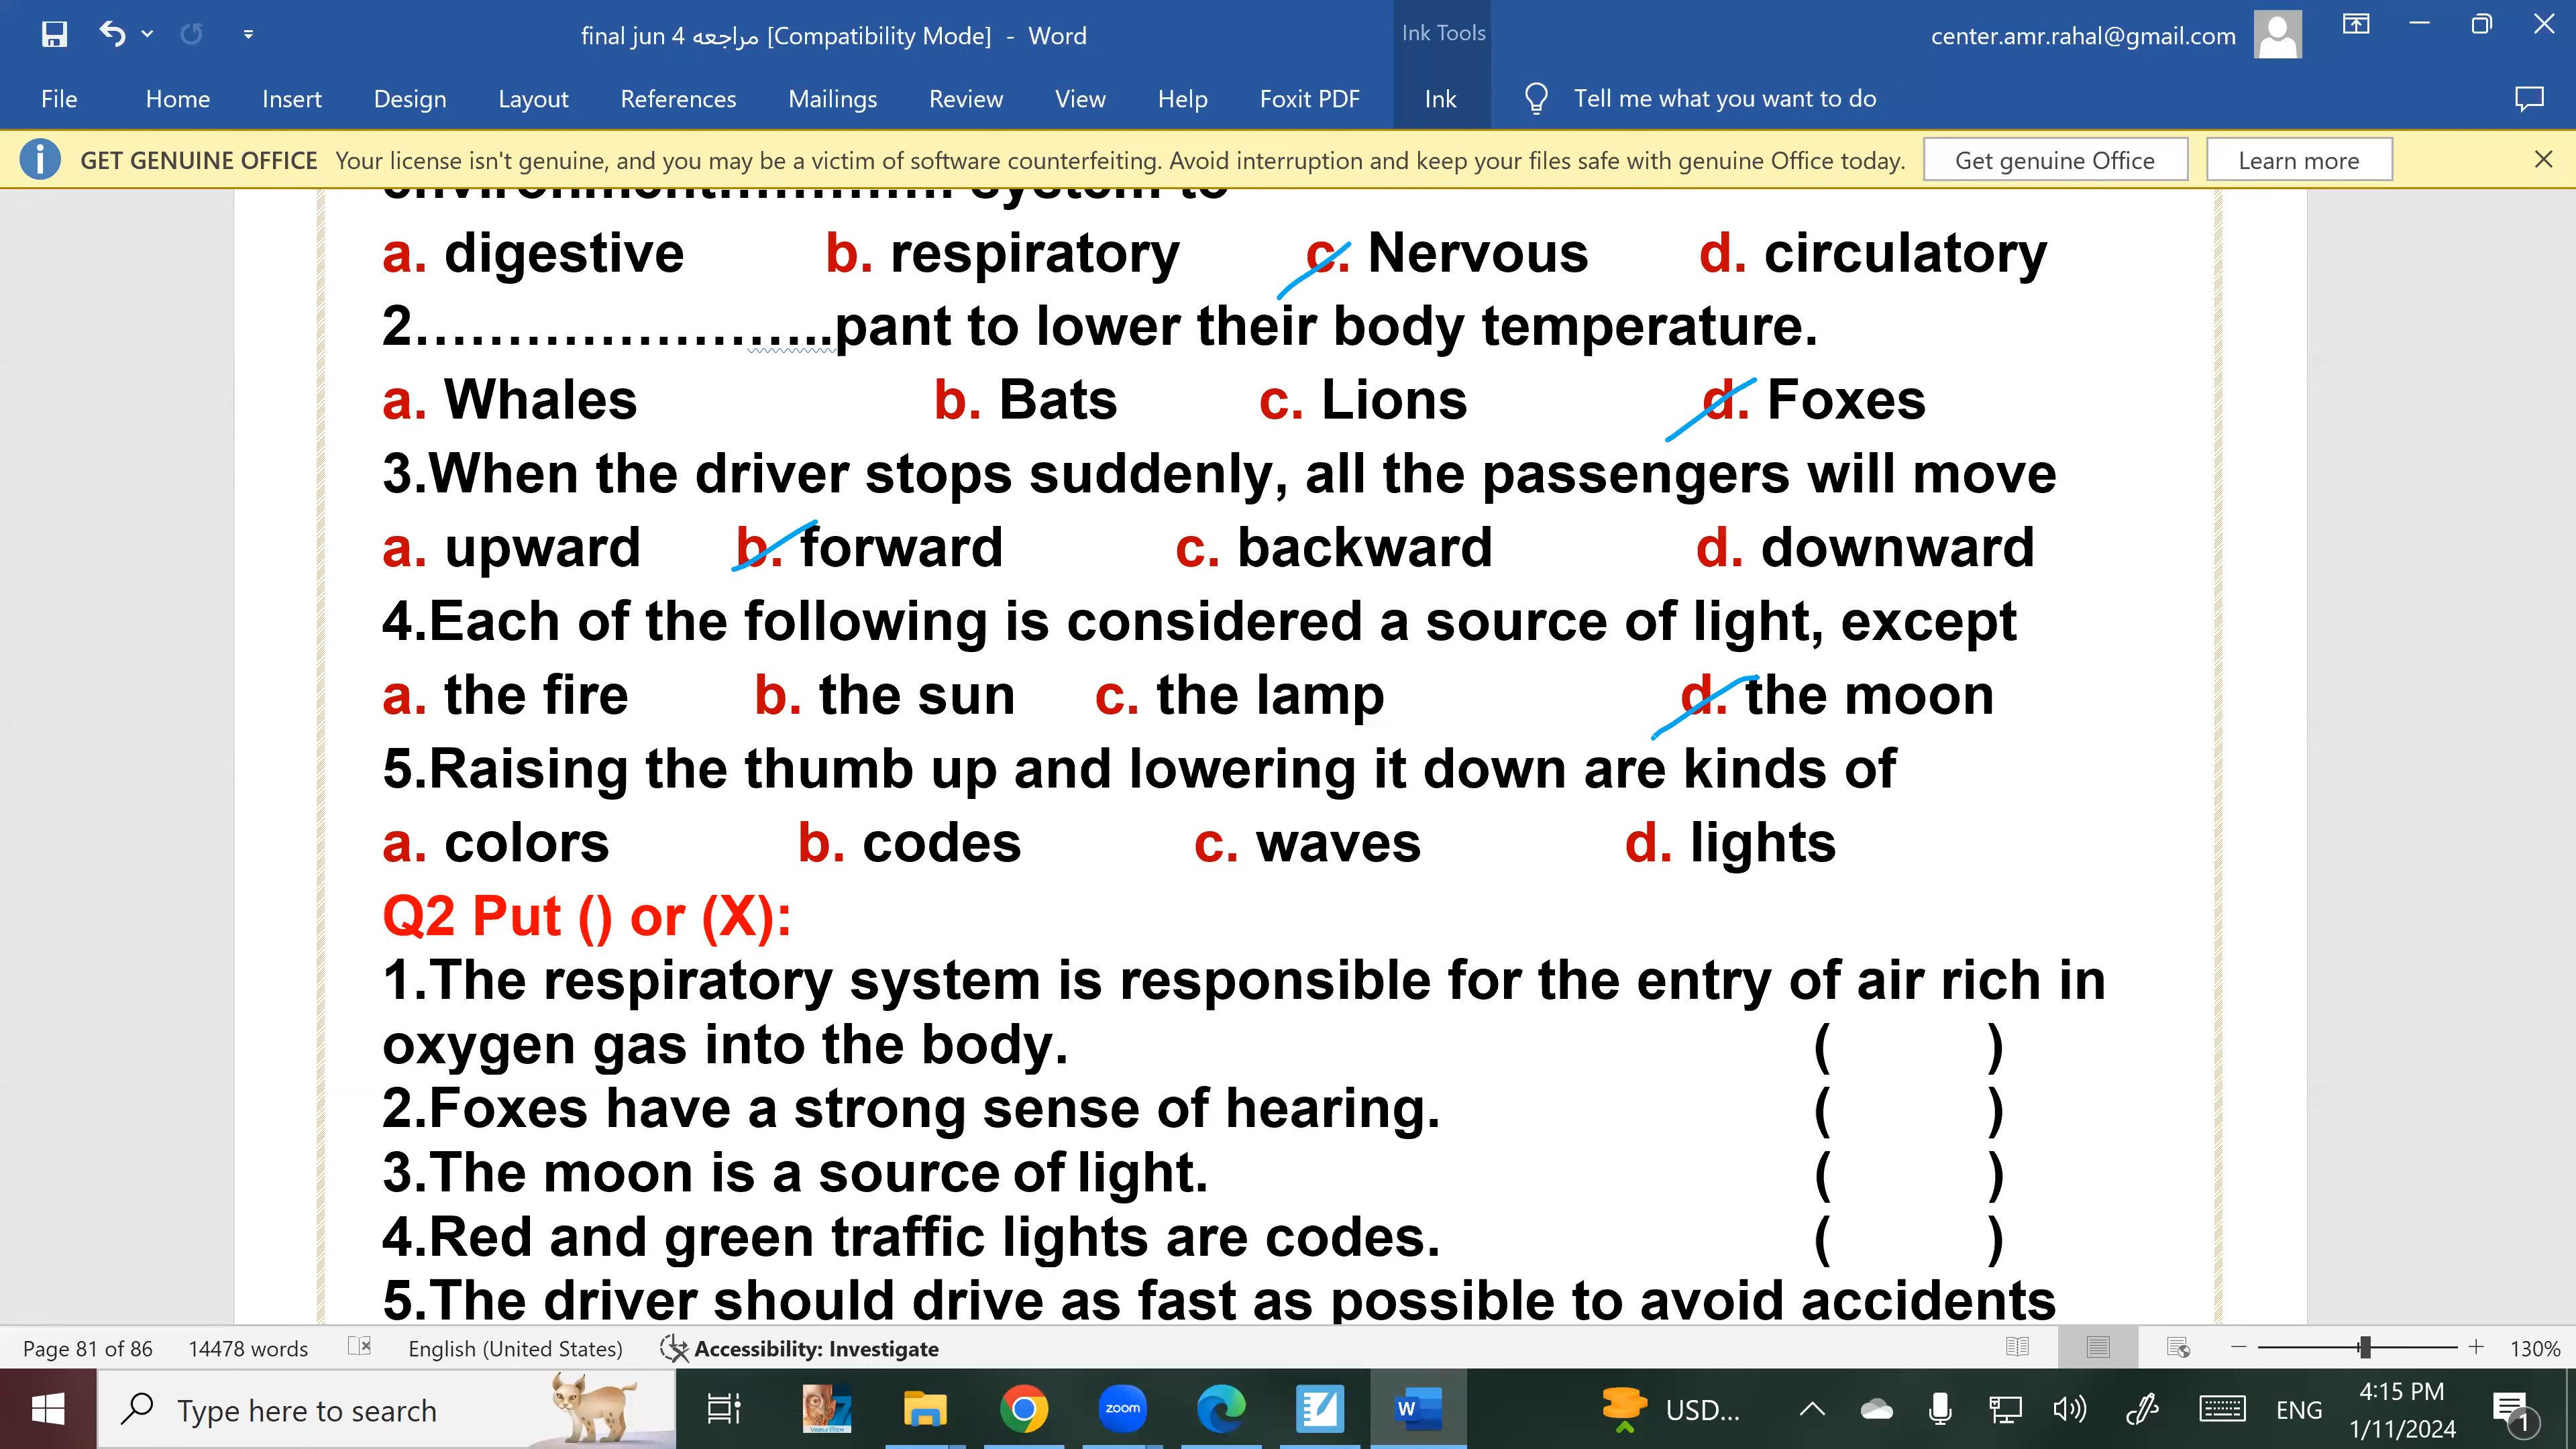 final jun 4 مراجعه [Compatibility Mode] - Word
Ink Tools
center.amr.rahal@gmail.com
File Home Insert Design Layout References Mailings Review View Help Foxit PDF Ink Tell me what you want to do
GET GENUINE OFFICE Your license isn't genuine, and you may be a victim of software counterfeiting. Avoid interruption and keep your files safe with genuine Office today. Get genuine Office Learn more
environment.............. system to
a. digestive b. respiratory c. Nervous d. circulatory
2..........................pant to lower their body temperature.
a. Whales b. Bats c. Lions d. Foxes
3.When the driver stops suddenly, all the passengers will move
a. upward b. forward c. backward d. downward
4.Each of the following is considered a source of light, except
a. the fire b. the sun c. the lamp d. the moon
5.Raising the thumb up and lowering it down are kinds of
a. colors b. codes c. waves d. lights
Q2 Put () or (X):
1.The respiratory system is responsible for the entry of air rich in
oxygen gas into the body. ( )
2.Foxes have a strong sense of hearing. ( )
3.The moon is a source of light. ( )
4.Red and green traffic lights are codes. ( )
5.The driver should drive as fast as possible to avoid accidents
Page 81 of 86 14478 words English (United States) Accessibility: Investigate 130%
Type here to search zoom W USD... ENG 4:15 PM
1/11/2024 1